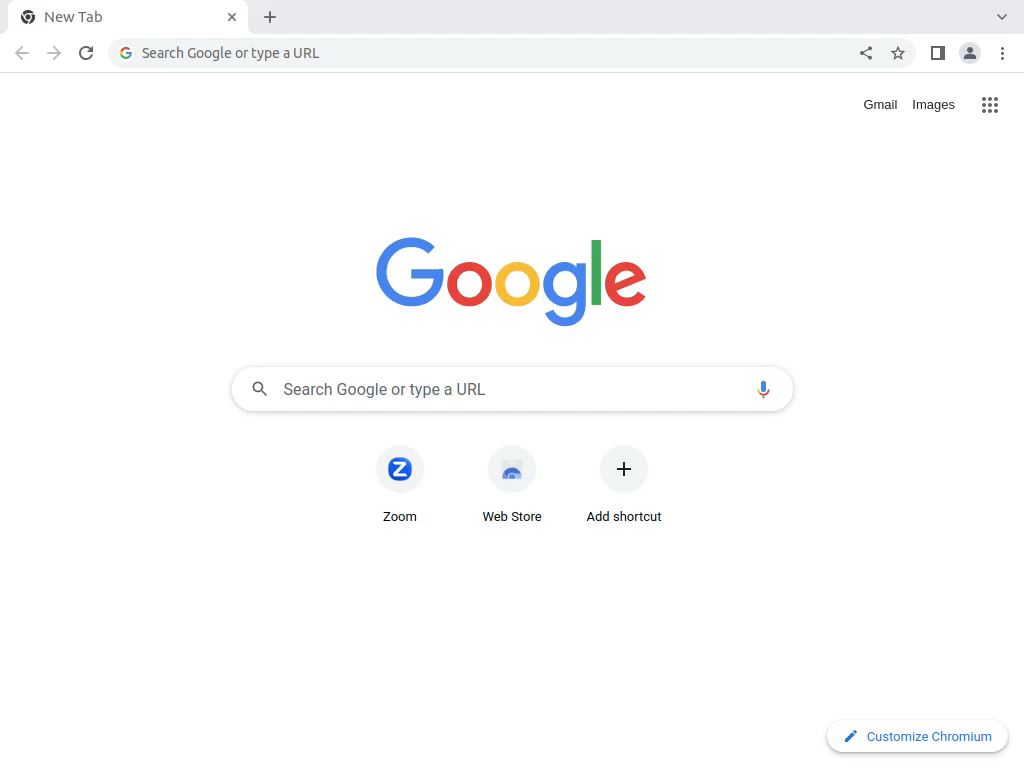 New Tab
Search Google or type a URL
Gmail Images
Google
Search Google or type a URL
Zoom Web Store Add shortcut
Customize Chromium